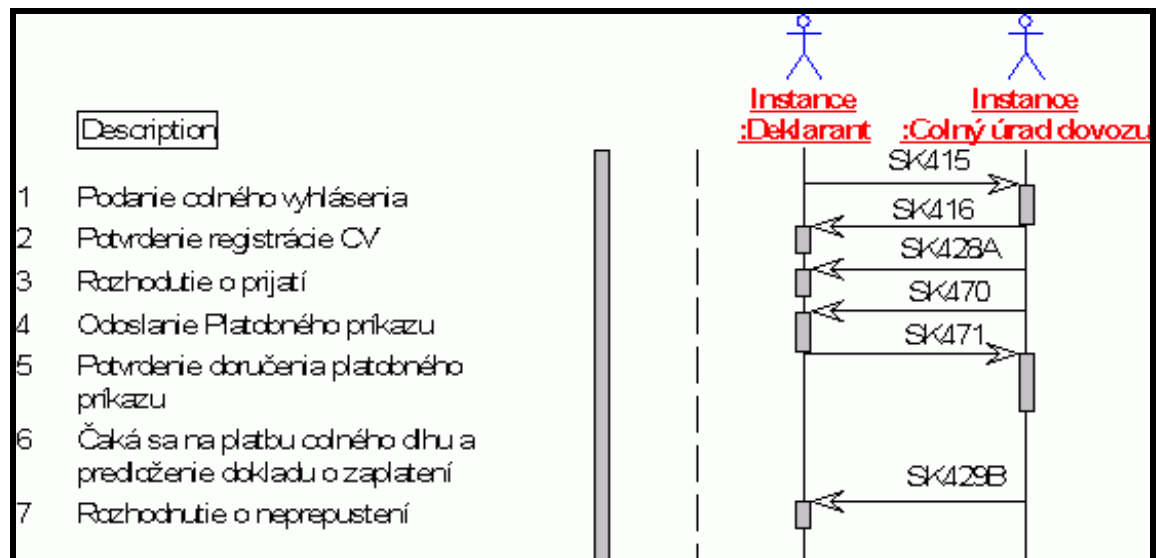 Instance Instance
Description :Deklarant :Colný úrad dovozu
SK415
1 Podanie colného vyhlásenia
SK416
2 Potvrdenie registrácie CV
SK428A
3 Rozhodutie o prijatí
SK470
4 Odoslanie Platobného príkazu
SK471
5 Potvrdenie doručenia platobného
príkazu
6 Čaká sa na platbu colného dlhu a
predloženie dokladu o zaplatení
SK429B
7 Rozhodnutie o neprepustení